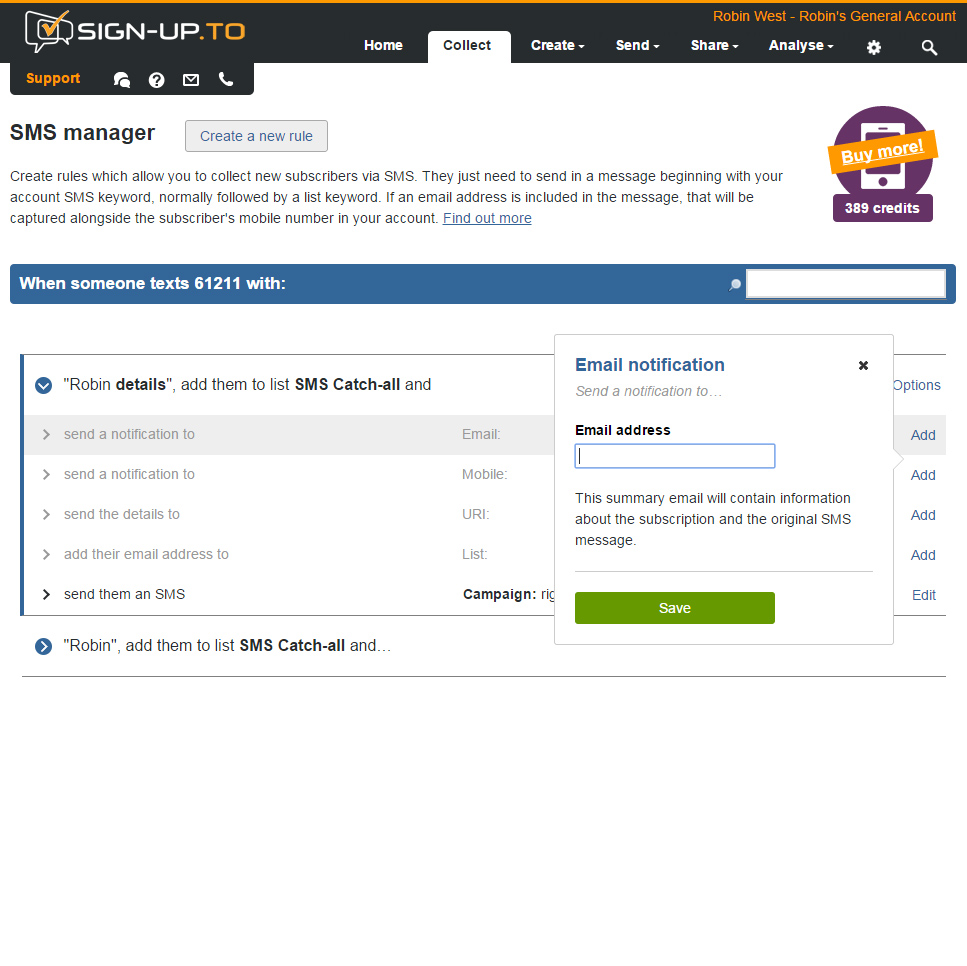 Robin West - Robin's General Account
SIGN-UP.TO
Home Collect Create Send Share Analyse
Support
SMS manager
Create a new rule
Create rules which allow you to collect new subscribers via SMS. They just need to send in a message beginning with your
account SMS keyword, normally followed by a list keyword. If an email address is included in the message, that will be
captured alongside the subscriber's mobile number in your account. Find out more
Buy more!
389 credits
When someone texts 61211 with:
"Robin details", add them to list SMS Catch-all and
Options
send a notification to Email: Add
send a notification to Mobile: Add
send the details to URI: Add
add their email address to List: Add
send them an SMS Campaign: Edit
Email notification
Send a notification to…
Email address
This summary email will contain information
about the subscription and the original SMS
message.
Save
"Robin", add them to list SMS Catch-all and…